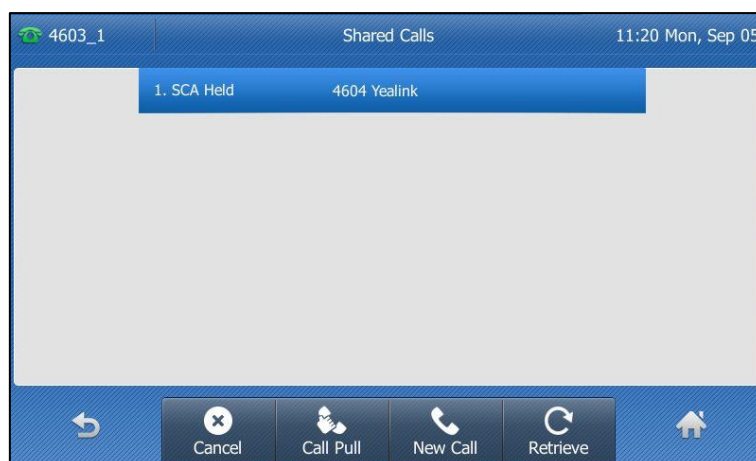 4603_1 Shared Calls 11:20 Mon, Sep 05
1. SCA Held 4604 Yealink
Cancel Call Pull New Call Retrieve